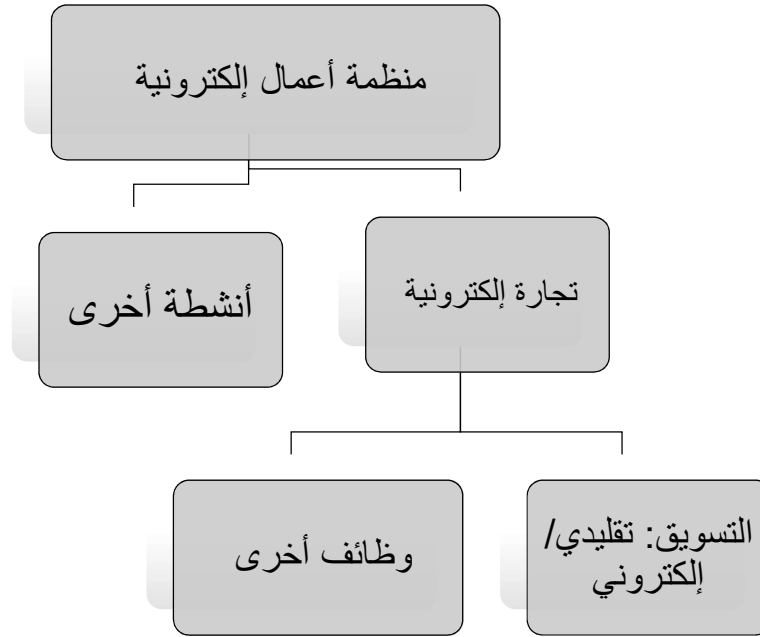 منظمة أعمال إلكترونية
تجارة إلكترونية
أنشطة أخرى
التسويق: تقليدي/
إلكتروني
وظائف أخرى